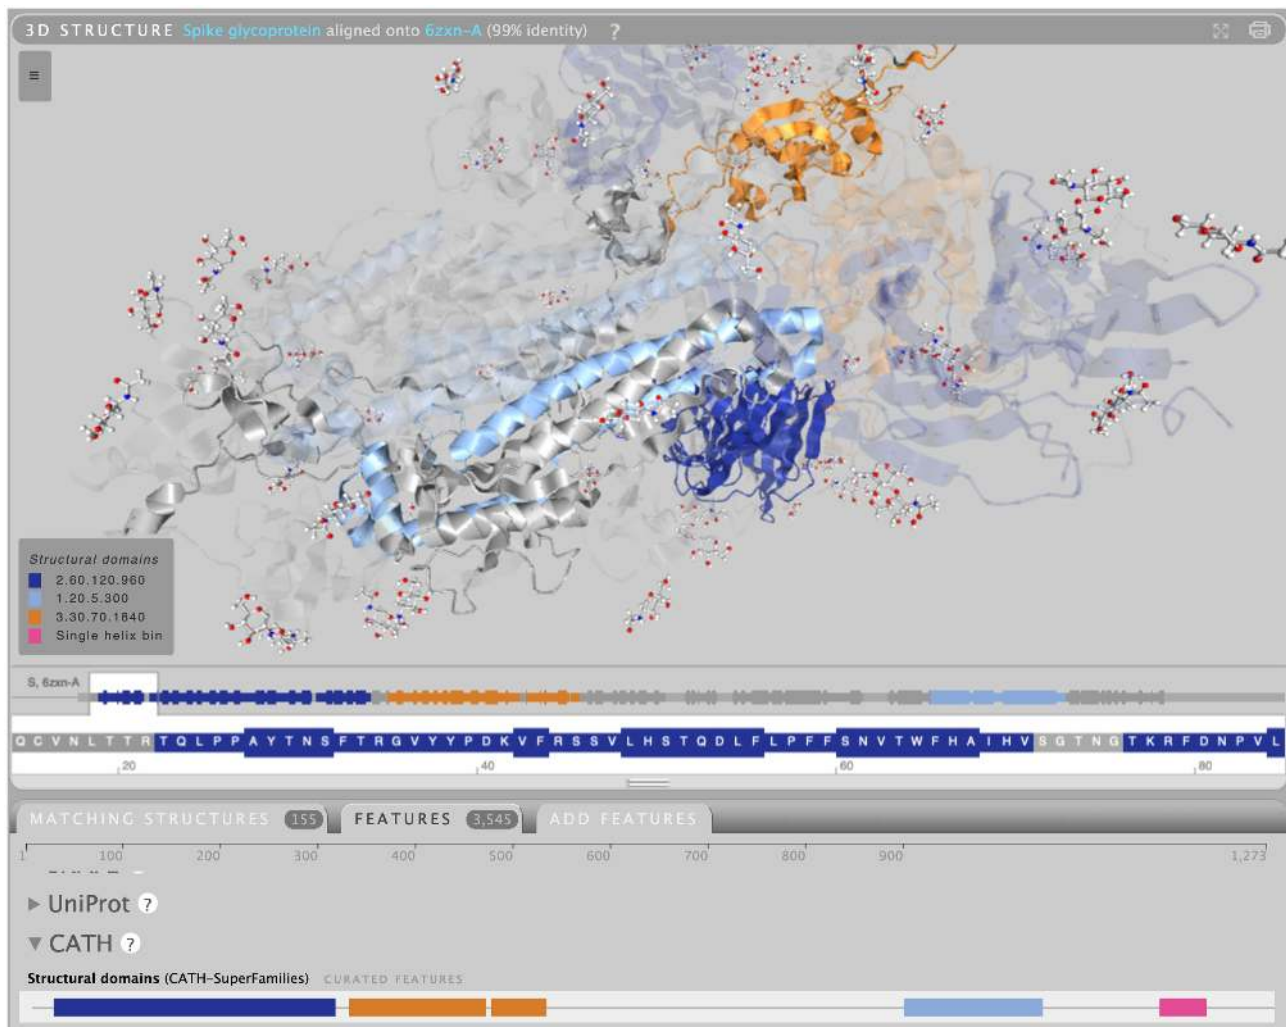 3D STRUCTURE Spike glycoprotein aligned onto 6zxn-A (99% identity) ?
Structural domains
2.60.120.960
1.20.5.300
3.30.70.1840
Single helix bin
S, 6zxn-A
Q C V N L T T R T Q L P P A Y T N S F T R G V Y Y P D K V F R S S V L H S T Q D L F L P F F S N V T W F H A I H V S G T N G T K R F D N P V L
20 40 60 80
MATCHING STRUCTURES 155 FEATURES 3,545 ADD FEATURES
1 100 200 300 400 500 600 700 800 900 1,273
UniProt ?
CATH ?
Structural domains (CATH-SuperFamilies) CURATED FEATURES